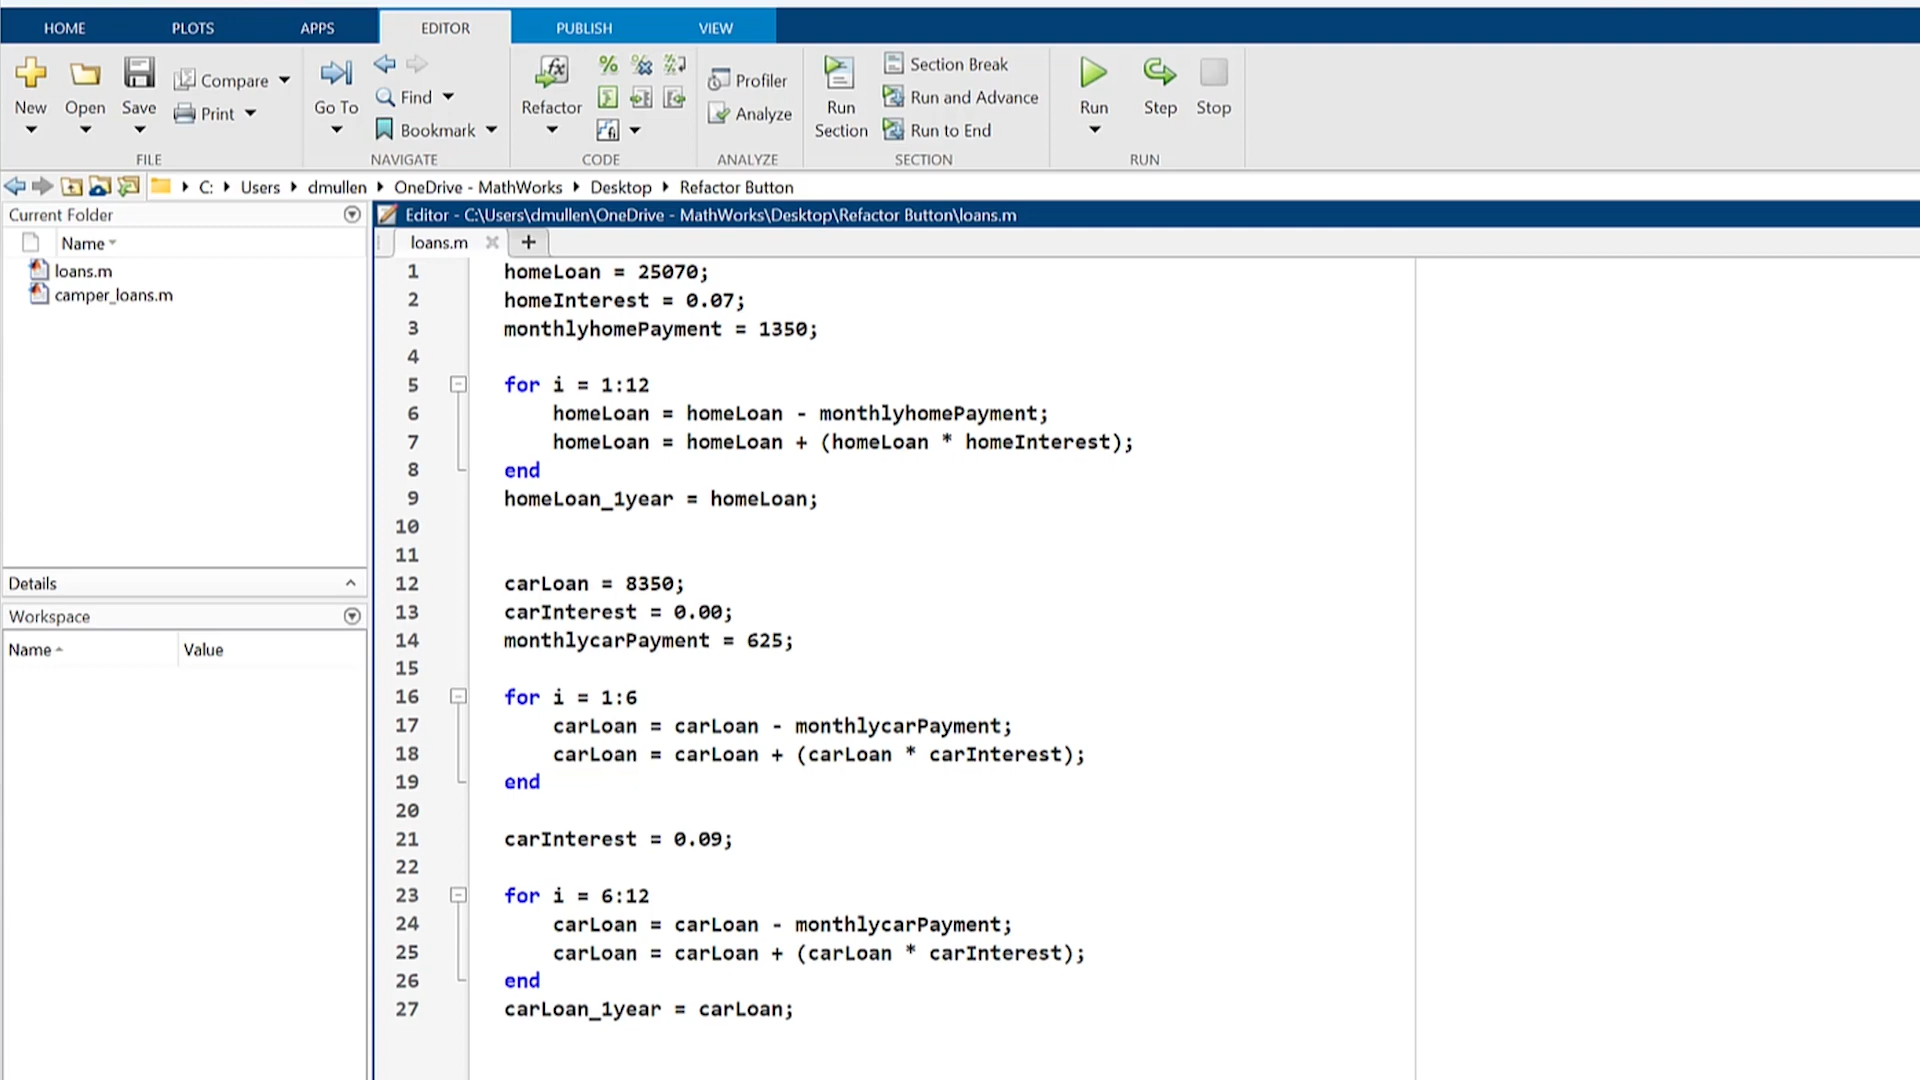 HOME PLOTS APPS EDITOR PUBLISH VIEW
New Open Save Compare Print
FILE
Go To Find Bookmark
NAVIGATE
Refactor
CODE
Profiler Analyze
ANALYZE
Run Section Section Break Run and Advance Run to End
SECTION
Run Step Stop
RUN
C: Users dmullen OneDrive - MathWorks Desktop Refactor Button
Current Folder
Name
loans.m
camper_loans.m
Details
Workspace
Name Value
Editor - C:\Users\dmullen\OneDrive - MathWorks\Desktop\Refactor Button\loans.m
loans.m
1 homeLoan = 25070;
2 homeInterest = 0.07;
3 monthlyhomePayment = 1350;
4
5 for i = 1:12
6 homeLoan = homeLoan - monthlyhomePayment;
7 homeLoan = homeLoan + (homeLoan * homeInterest);
8 end
9 homeLoan_1year = homeLoan;
10
11
12 carLoan = 8350;
13 carInterest = 0.00;
14 monthlycarPayment = 625;
15
16 for i = 1:6
17 carLoan = carLoan - monthlycarPayment;
18 carLoan = carLoan + (carLoan * carInterest);
19 end
20
21 carInterest = 0.09;
22
23 for i = 6:12
24 carLoan = carLoan - monthlycarPayment;
25 carLoan = carLoan + (carLoan * carInterest);
26 end
27 carLoan_1year = carLoan;